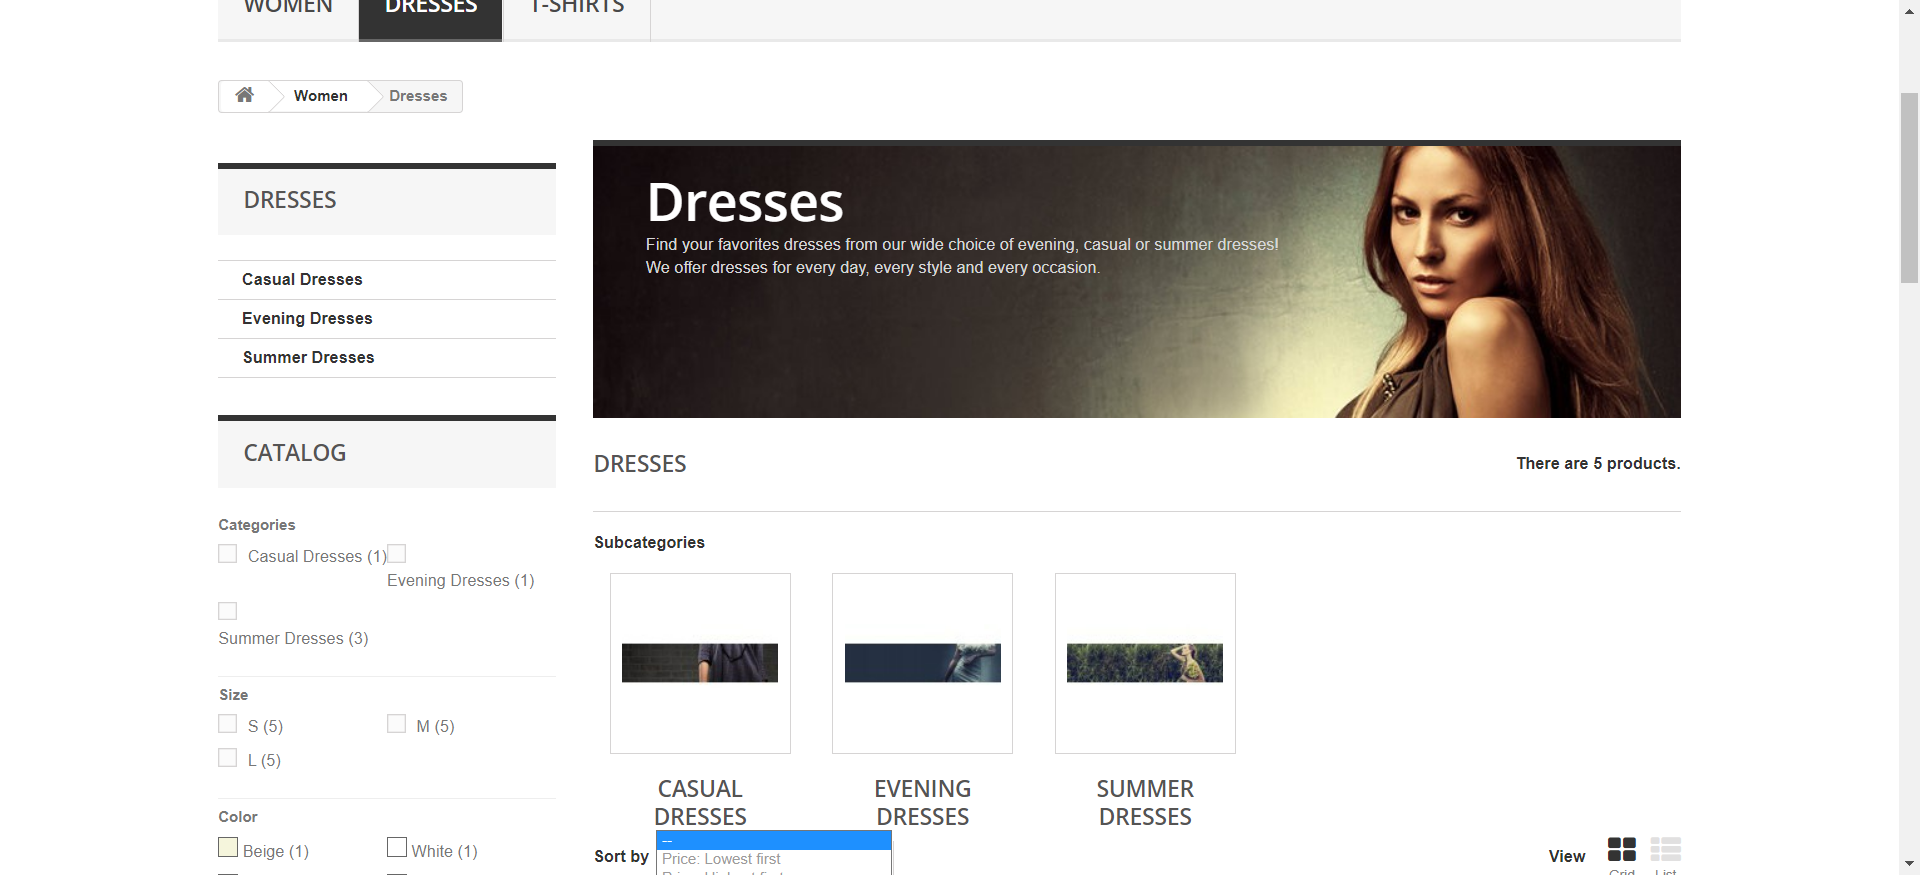 WOMEN
DRESSES
T-SHIRTS
Women
Dresses
DRESSES
Casual Dresses
Evening Dresses
Summer Dresses
CATALOG
Categories
Casual Dresses (1)
Evening Dresses (1)
Summer Dresses (3)
Size
S (5)
M (5)
L (5)
Color
Beige (1)
White (1)
Dresses
Find your favorites dresses from our wide choice of evening, casual or summer dresses!
We offer dresses for every day, every style and every occasion.
DRESSES
There are 5 products.
Subcategories
CASUAL
DRESSES
EVENING
DRESSES
SUMMER
DRESSES
Sort by
--
Price: Lowest first
Price: Highest first
View
Grid
List